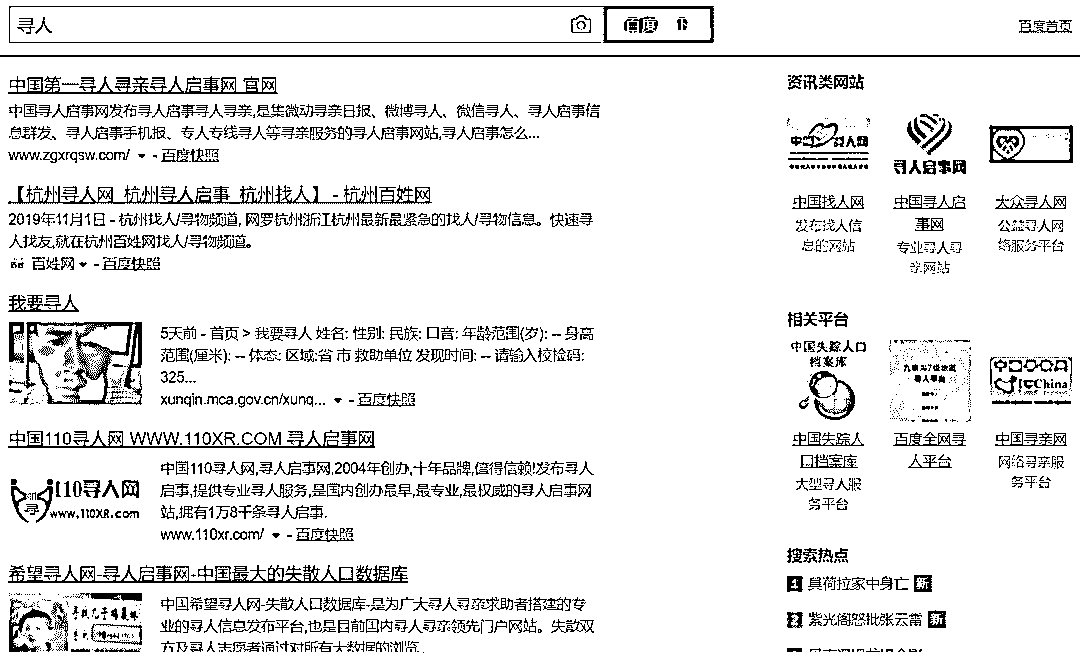 寻人
百度一下
百度首页
中国第一寻人寻亲寻人启事网 官网
中国寻人启事网发布寻人启事寻人寻亲,是集微动寻亲日报、微博寻人、微信寻人、寻人启事信
息群发、寻人启事手机报、专人专线寻人等寻亲服务的寻人启事网站,寻人启事怎么...
www.zgxrqsw.com/ - 百度快照
【杭州寻人网_杭州寻人启事_杭州找人】 - 杭州百姓网
2019年11月1日 - 杭州找人/寻物频道, 网罗杭州浙江杭州最新最紧急的找人/寻物信息。快速寻
人找友,就在杭州百姓网找人/寻物频道。
百姓网 - 百度快照
我要寻人
5天前 - 首页 > 我要寻人 姓名: 性别: 民族: 口音: 年龄范围(岁): -- 身高
范围(厘米): -- 体态: 区域:省 市 救助单位 发现时间: -- 请输入校检码:
325...
xunqin.mca.gov.cn/xunq... - 百度快照
中国110寻人网 WWW.110XR.COM 寻人启事网
110寻人网
www.110XR.com
中国110寻人网,寻人启事网,2004年创办,十年品牌,值得信赖!发布寻人
启事,提供专业寻人服务,是国内创办最早,最专业,最权威的寻人启事网
站,拥有1万8千条寻人启事.
www.110xr.com/ - 百度快照
希望寻人网-寻人启事网-中国最大的失散人口数据库
中国希望寻人网-失散人口数据库-是为广大寻人寻亲求助者搭建的专
业的寻人信息发布平台,也是目前国内寻人寻亲领先门户网站。失散双
方及寻人志愿者通过对所有大数据的浏览..
资讯类网站
寻人启事网
中国找人网
发布找人信
息的网站
中国寻人启
事网
专业寻人寻
亲网站
大众寻人网
公益寻人网
络服务平台
相关平台
中国失踪人口
档案库
China
中国失踪人
口档案库
大型寻人服
务平台
百度全网寻
人平台
中国寻亲网
网络寻亲服
务平台
搜索热点
1 莫荷拉家中身亡 新
2 紫光阁怒批张云雷 新